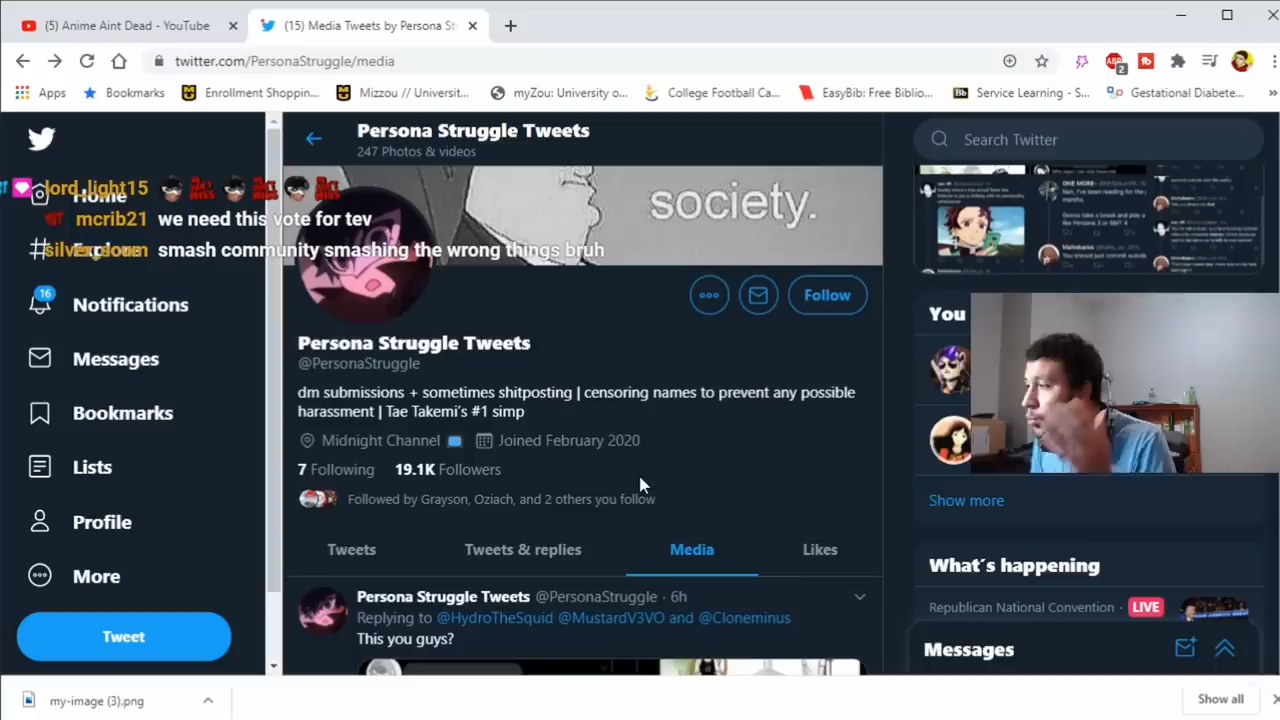 (5) Anime Aint Dead - YouTube
(15) Media Tweets by Persona St
twitter.com/PersonaStruggle/media
ABP
2
tb
Apps
Bookmarks
Enrollment Shoppin...
Mizzou // Universit...
myZou: University o...
College Football Ca...
EasyBib: Free Biblio...
Bb
Service Learning - S...
Gestational Diabete...
Persona Struggle Tweets
247 Photos & videos
Search Twitter
society.
lord_light15
Home
mcrib21 we need this vote for tev
Explore
smash community smashing the wrong things bruh
16
Notifications
Messages
Bookmarks
Lists
Profile
More
Tweet
Follow
Persona Struggle Tweets
@PersonaStruggle
dm submissions + sometimes shitposting | censoring names to prevent any possible
harassment | Tae Takemi's #1 simp
Midnight Channel
Joined February 2020
7 Following 19.1K Followers
Followed by Grayson, Oziach, and 2 others you follow
Tweets
Tweets & replies
Media
Likes
Persona Struggle Tweets @PersonaStruggle · 6h
Replying to @HydroTheSquid @MustardV3VO and @Cloneminus
This you guys?
You
Show more
What's happening
Republican National Convention · LIVE
Messages
my-image (3).png
Show all